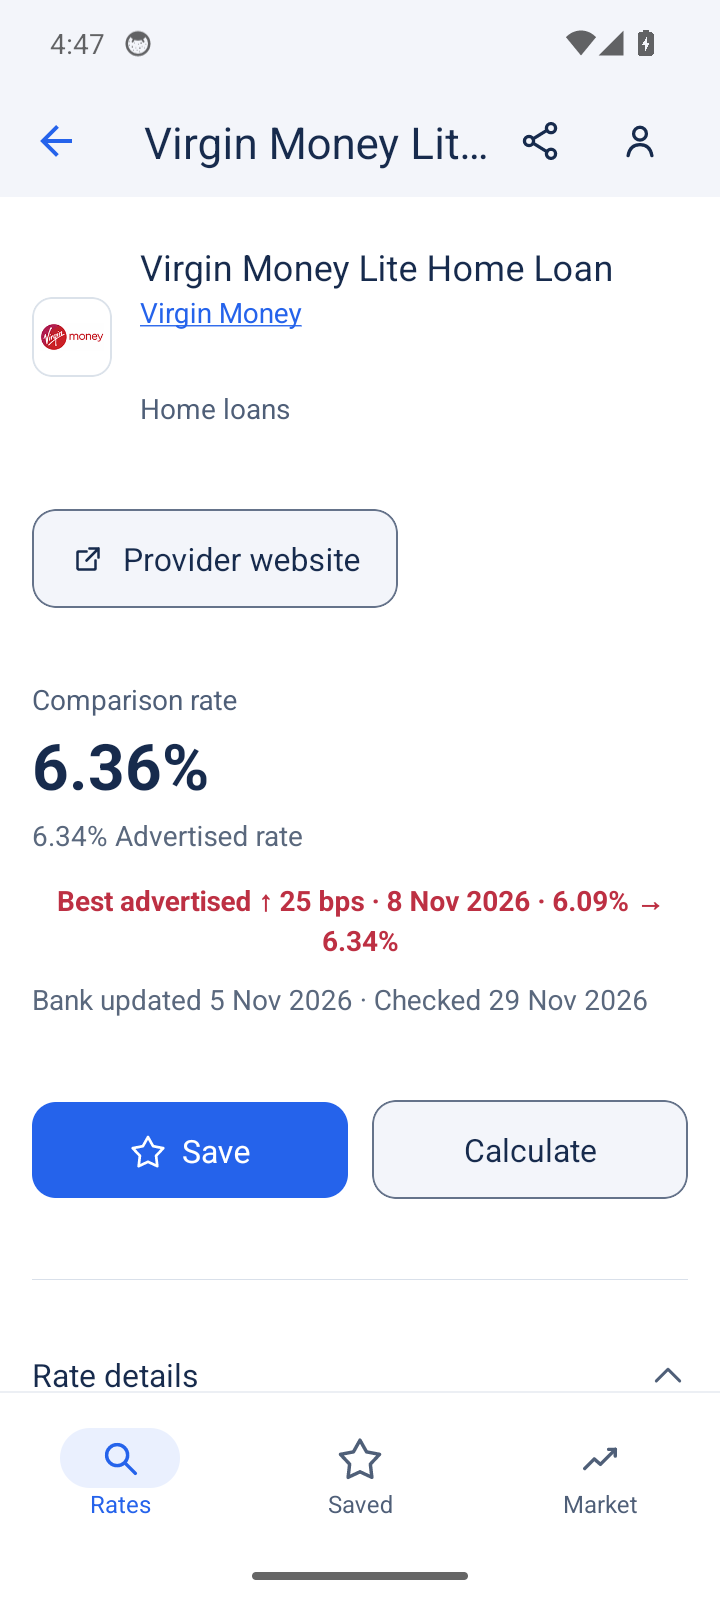 4:47
Virgin Money Lit...
Virgin Money Lite Home Loan
Virgin Money
Virgin money
Home loans
Provider website
Comparison rate
6.36%
6.34% Advertised rate
Best advertised ↑ 25 bps · 8 Nov 2026 · 6.09% →
6.34%
Bank updated 5 Nov 2026 · Checked 29 Nov 2026
Save
Calculate
Rate details
Rates
Saved
Market